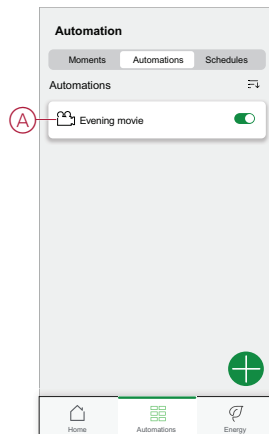 Automation
Moments Automations Schedules
Automations
A
Evening movie
Home Automations Energy